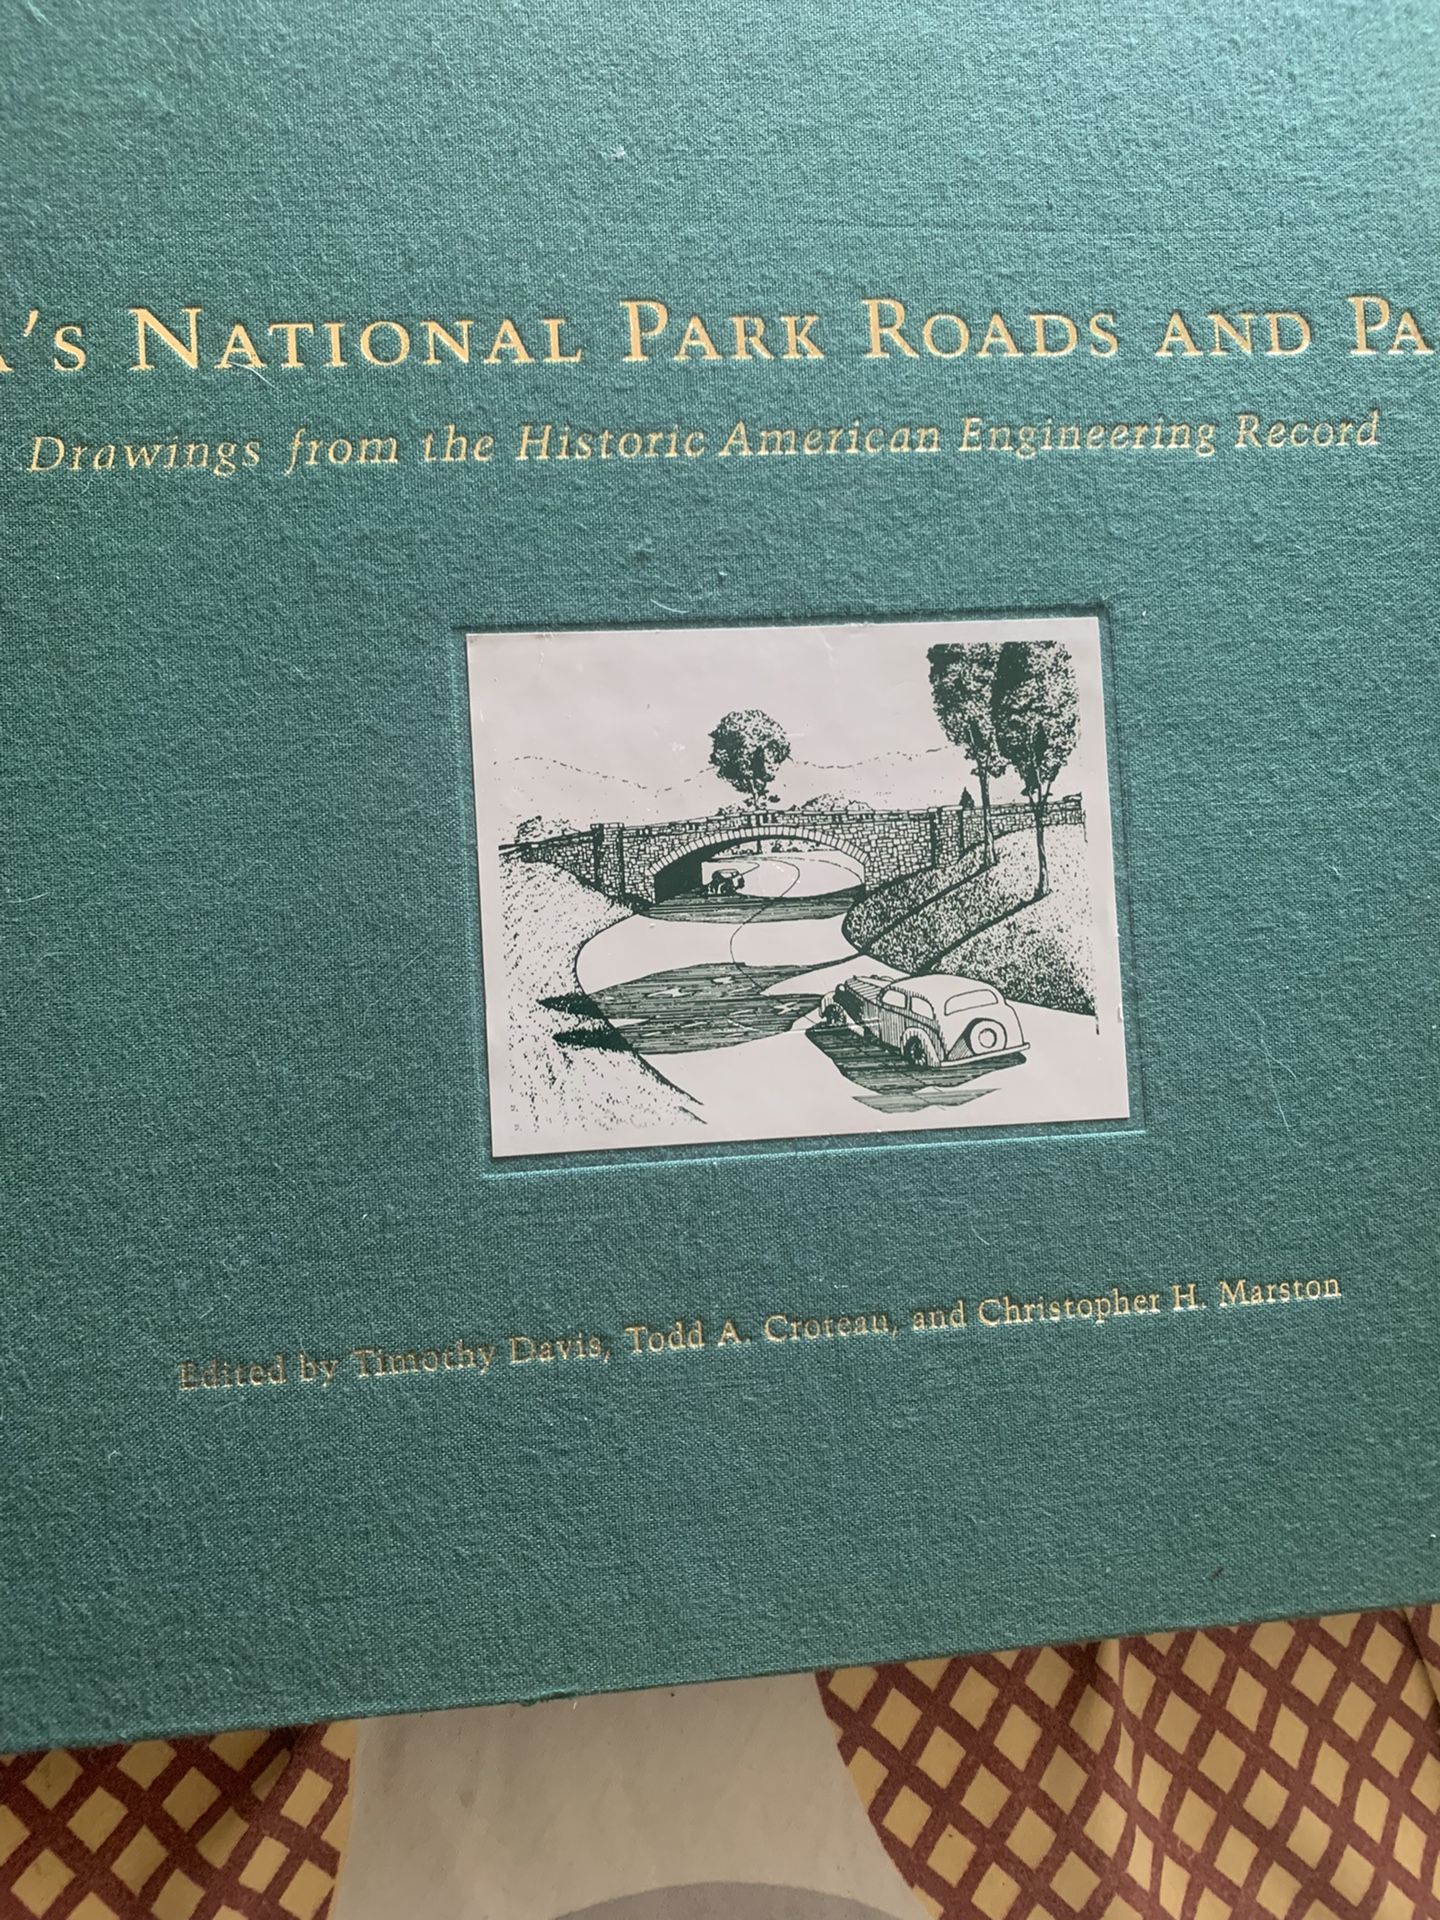 A's National Park Roads and Pa
Drawings from the Historic American Engineering Record
Edited by Timothy Davis, Todd A. Croteau, and Christopher H. Marston